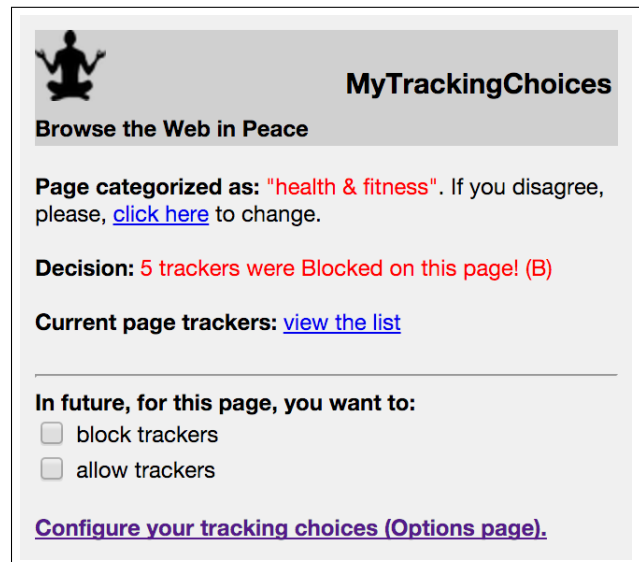 MyTrackingChoices
Browse the Web in Peace
Page categorized as: "health & fitness". If you disagree,
please, click here to change.
Decision: 5 trackers were Blocked on this page! (B)
Current page trackers: view the list
In future, for this page, you want to:
block trackers
allow trackers
Configure your tracking choices (Options page).